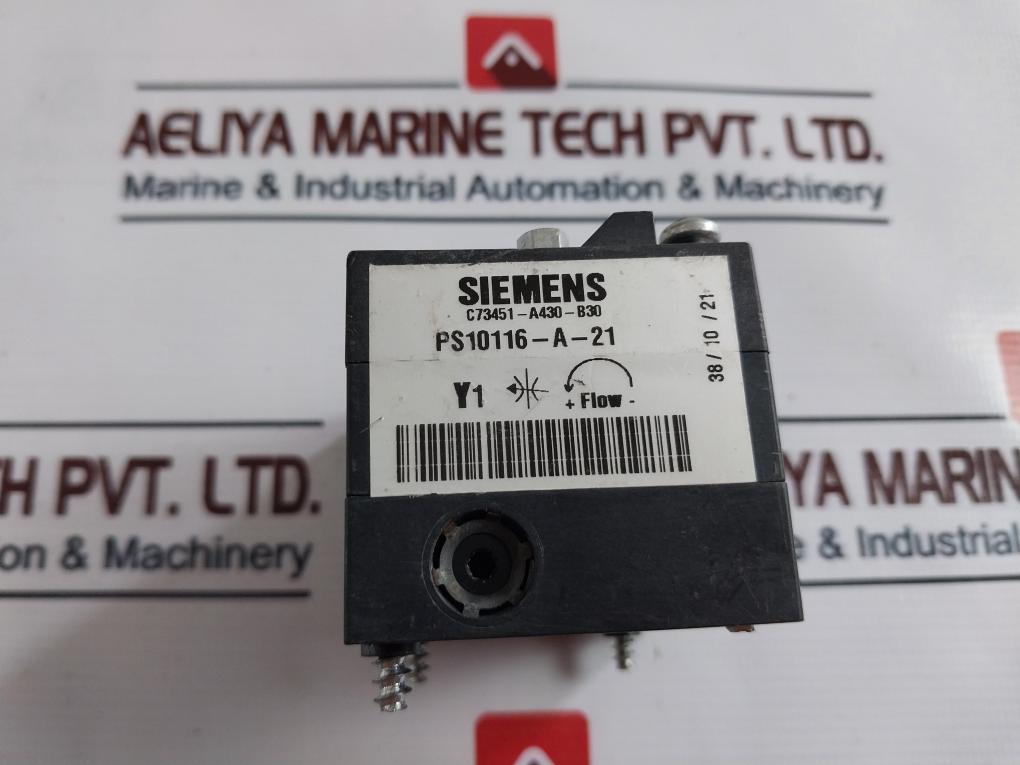 AELIYA MARINE TECH PVT. LTD.
Marine & Industrial Automation & Machinery
SIEMENS
C73451-A430-B30
PS10116-A-21
38/ 10 /21
Y1
+ Flow -
H PVT. LTD.
on & Machinery
YA MARIN
e & Industrial